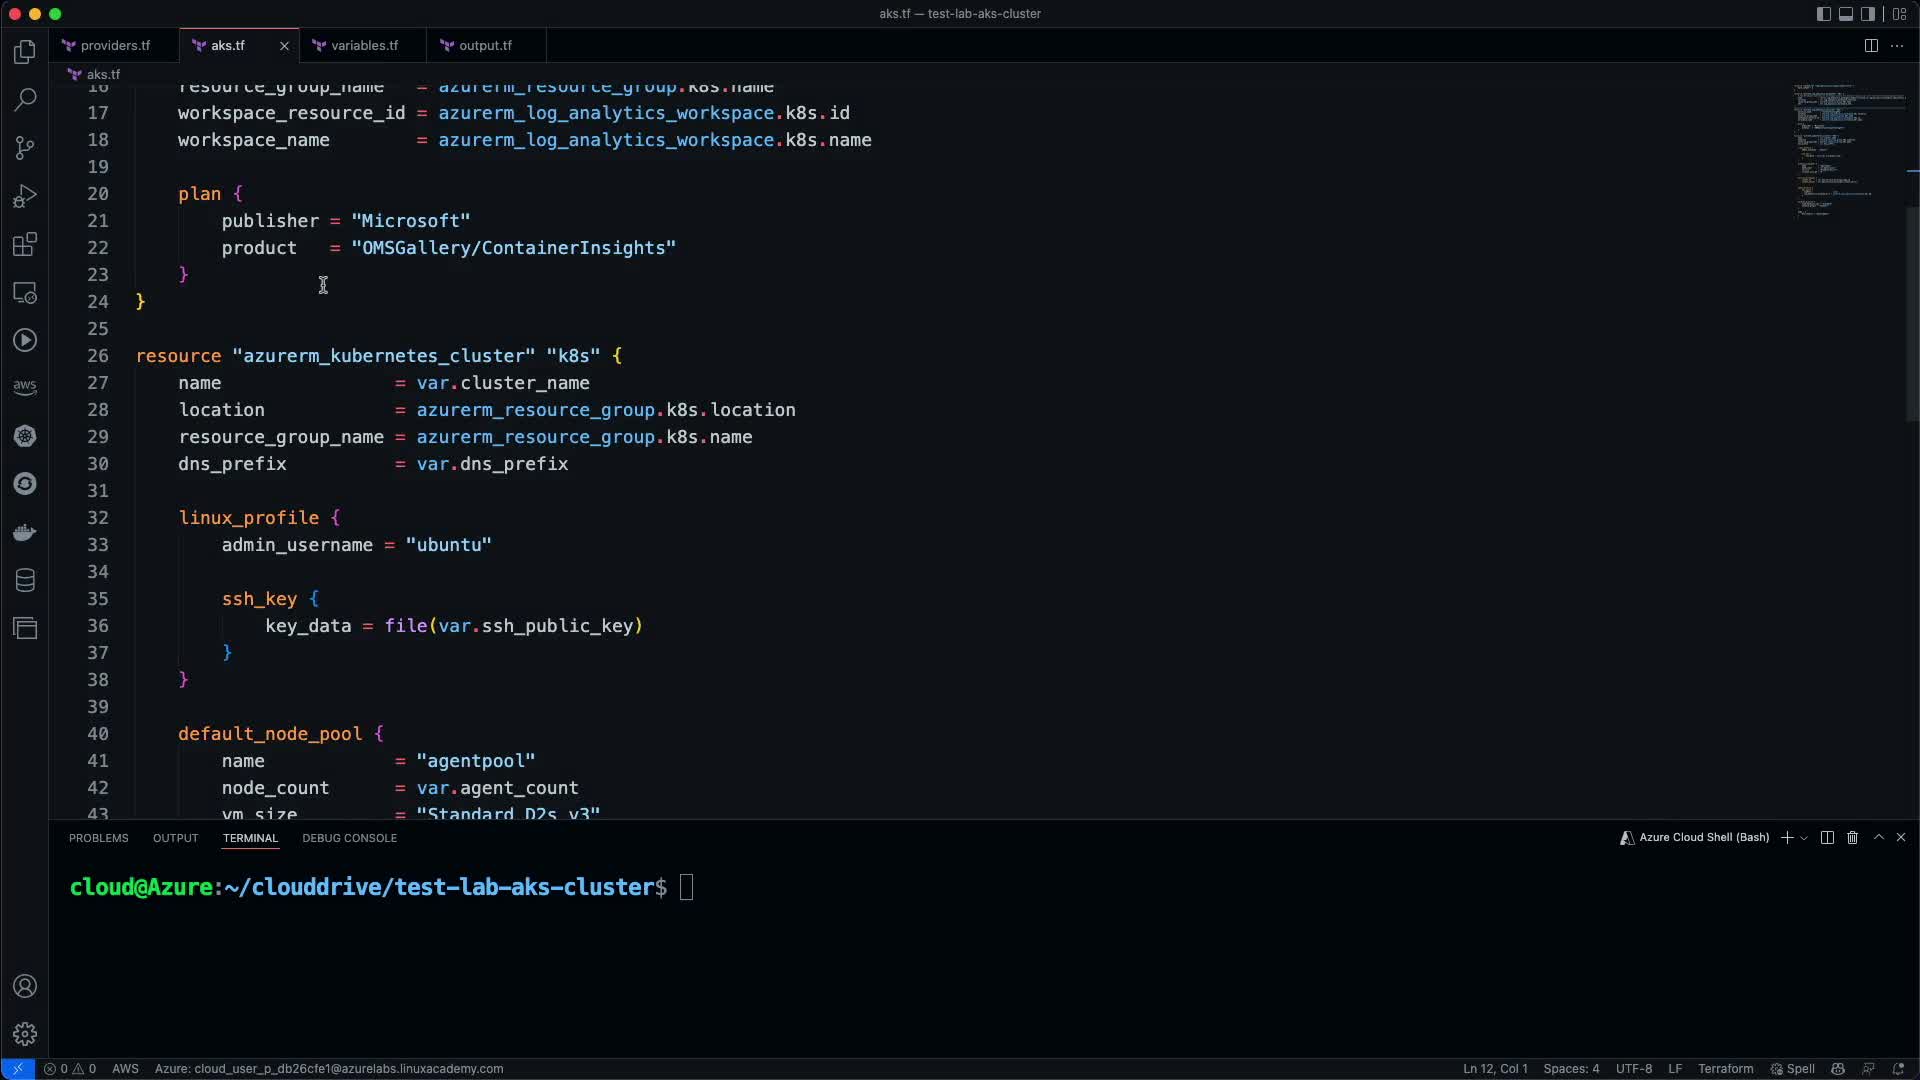 aks.tf — test-lab-aks-cluster
providers.tf
aks.tf
variables.tf
output.tf
aks.tf
16 resource_group_name = azurerm_resource_group.k8s.name
17 workspace_resource_id = azurerm_log_analytics_workspace.k8s.id
18 workspace_name = azurerm_log_analytics_workspace.k8s.name
19
20 plan {
21 publisher = "Microsoft"
22 product = "OMSGallery/ContainerInsights"
23 }
24 }
25
26 resource "azurerm_kubernetes_cluster" "k8s" {
27 name = var.cluster_name
28 location = azurerm_resource_group.k8s.location
29 resource_group_name = azurerm_resource_group.k8s.name
30 dns_prefix = var.dns_prefix
31
32 linux_profile {
33 admin_username = "ubuntu"
34
35 ssh_key {
36 key_data = file(var.ssh_public_key)
37 }
38 }
39
40 default_node_pool {
41 name = "agentpool"
42 node_count = var.agent_count
43 vm_size = "Standard_D2s_v3"
aws
PROBLEMS OUTPUT TERMINAL DEBUG CONSOLE
Azure Cloud Shell (Bash)
cloud@Azure:~/clouddrive/test-lab-aks-cluster$
0 0 AWS Azure: cloud_user_p_db26cfe1@azurelabs.linuxacademy.com
Ln 12, Col 1 Spaces: 4 UTF-8 LF Terraform Spell